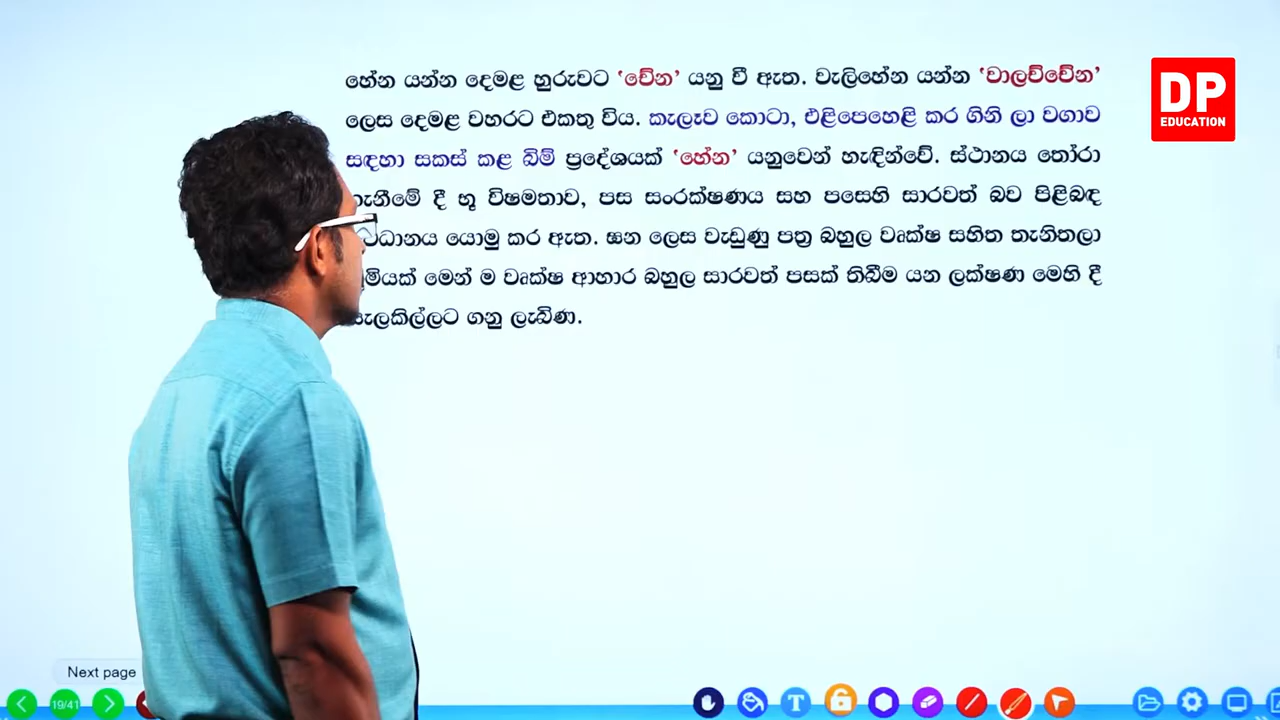 හේන යන්න දෙමළ හුරුවට ‘චේන’ යනු වී ඇත. වැලිහේන යන්න ‘වාලච්චේන’
ලෙස දෙමළ වහරට එකතු විය. කැලෑව කොටා, එළිපෙහෙළි කර ගිනි ලා වගාව
සඳහා සකස් කළ බිම් ප්‍රදේශයක් ‘හේන’ යනුවෙන් හැඳින්වේ. ස්ථානය තෝරා
දී භූ විෂමතාව, පස සංරක්ෂණය සහ පසෙහි සාරවත් බව පිළිබඳ
යොමු කර ඇත. ඝන ලෙස වැඩුණු පත්‍ර බහුල වෘක්ෂ සහිත තැනිතලා
මෙන් ම වෘක්ෂ ආහාර බහුල සාරවත් පසක් තිබීම යන ලක්ෂණ මෙහි දී
ගනු ලැබිණ.
DP
EDUCATION
Next page
19/41
T